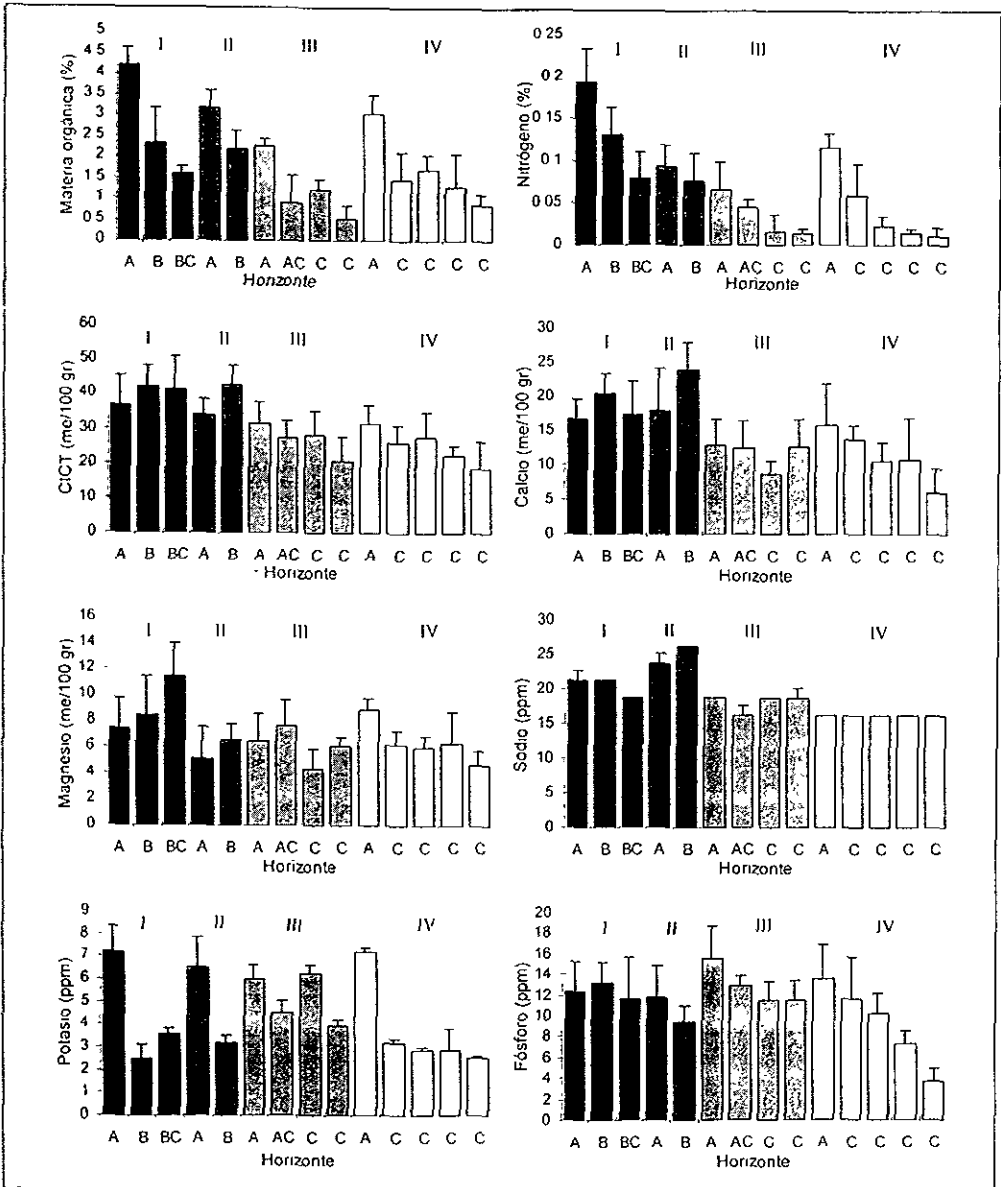 Materia orgánica (%)
5
4 5
4
3 5
3
2 5
2
1 5
1
0 5
0
I II III IV
A B BC A B A AC C C A C C C C
Horizonte
Nitrógeno (%)
0 25
0 2
0 15
0 1
0 05
0
I II III IV
A B BC A B A AC C C A C C C C
Horizonte
CICT (me/100 gr)
60
50
40
30
20
10
0
I II III IV
A B BC A B A AC C C A C C C C
Horizonte
Calcio (me/100 gr)
30
25
20
15
10
5
0
I II III IV
A B BC A B A AC C C A C C C C
Horizonte
Magnesio (me/100 gr)
16
14
12
10
8
6
4
2
0
I II III IV
A B BC A B A AC C C A C C C C
Horizonte
Sodio (ppm)
30
25
20
15
10
5
0
I II III IV
A B BC A B A AC C C A C C C C
Horizonte
Potasio (ppm)
9
8
7
6
5
4
3
2
1
0
I II III IV
A B BC A B A AC C C A C C C C
Horizonte
Fósforo (ppm)
20
18
16
14
12
10
8
6
4
2
0
I II III IV
A B BC A B A AC C C A C C C C
Horizonte